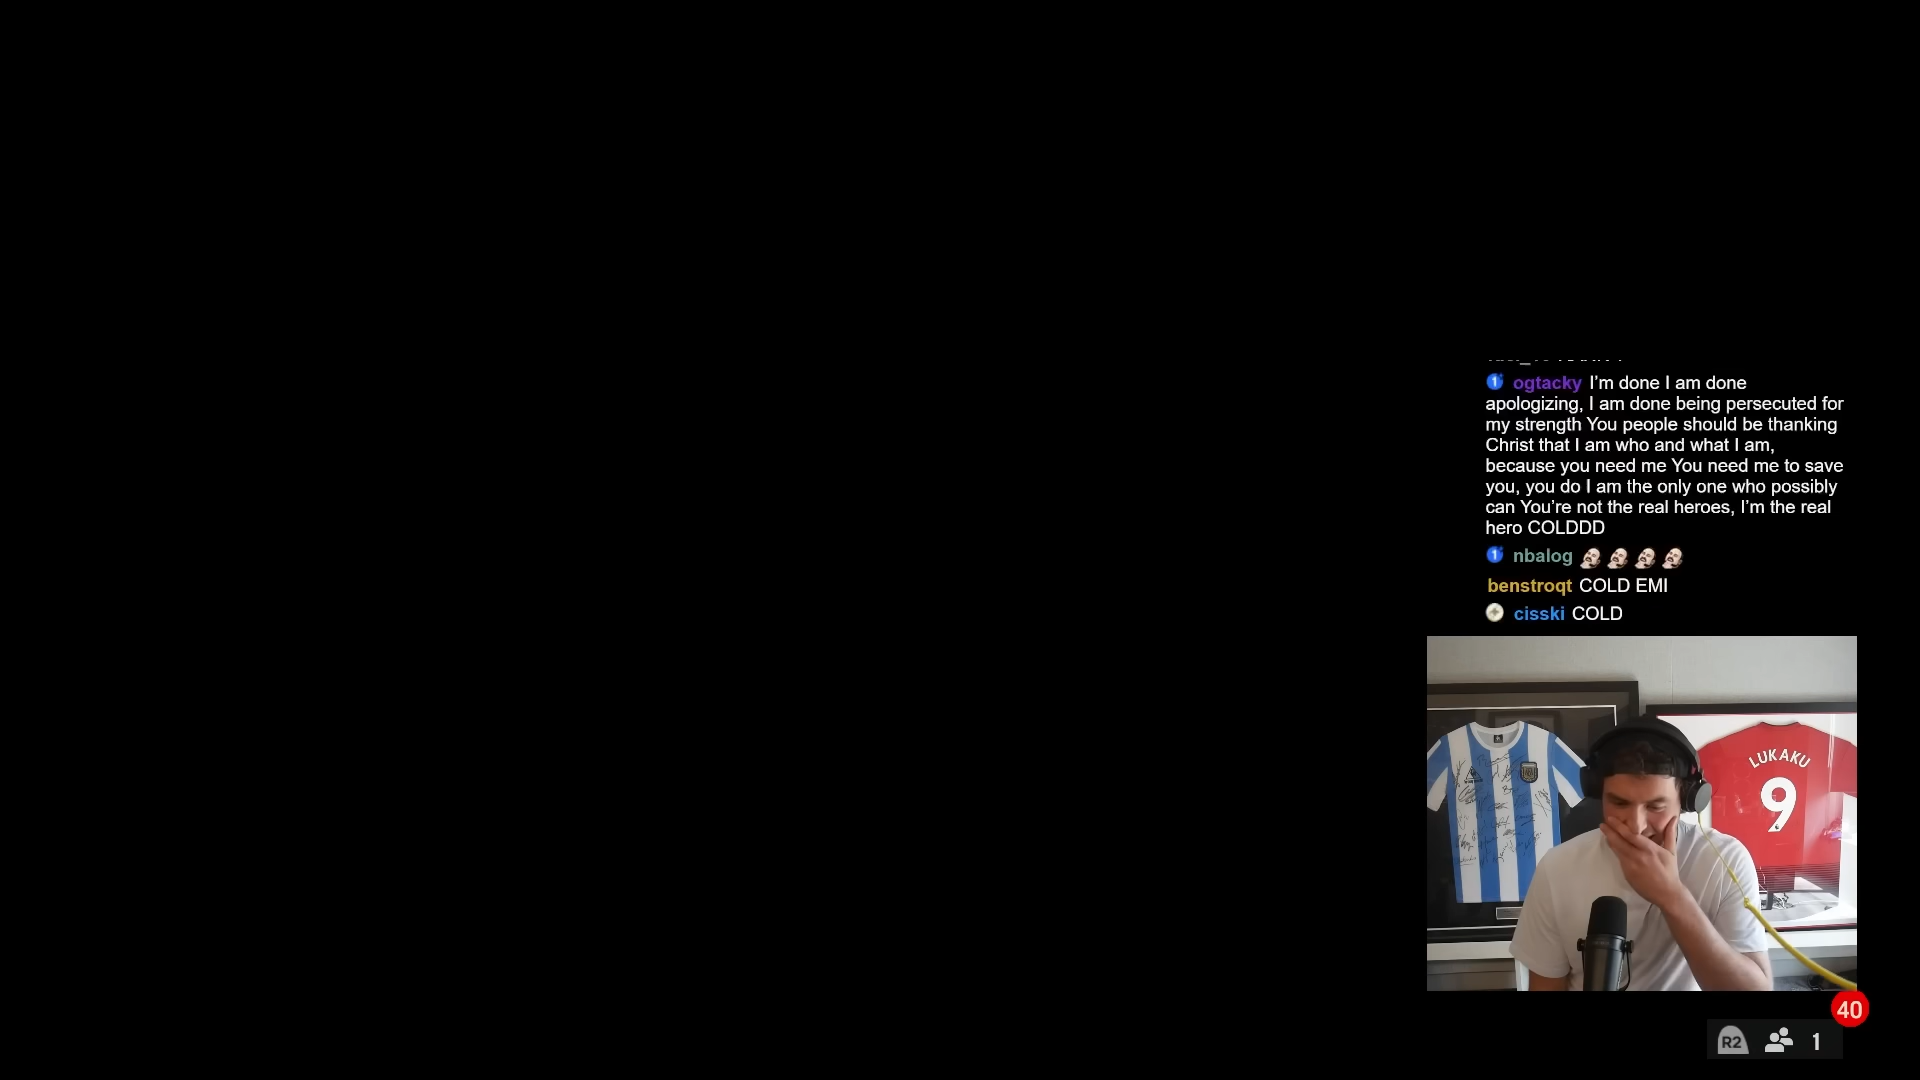 ogtacky I’m done I am done
apologizing, I am done being persecuted for
my strength You people should be thanking
Christ that I am who and what I am,
because you need me You need me to save
you, you do I am the only one who possibly
can You’re not the real heroes, I’m the real
hero COLDDD
nbalog
benstroqt COLD EMI
cisski COLD
LUKAKU
9
40
R2 1